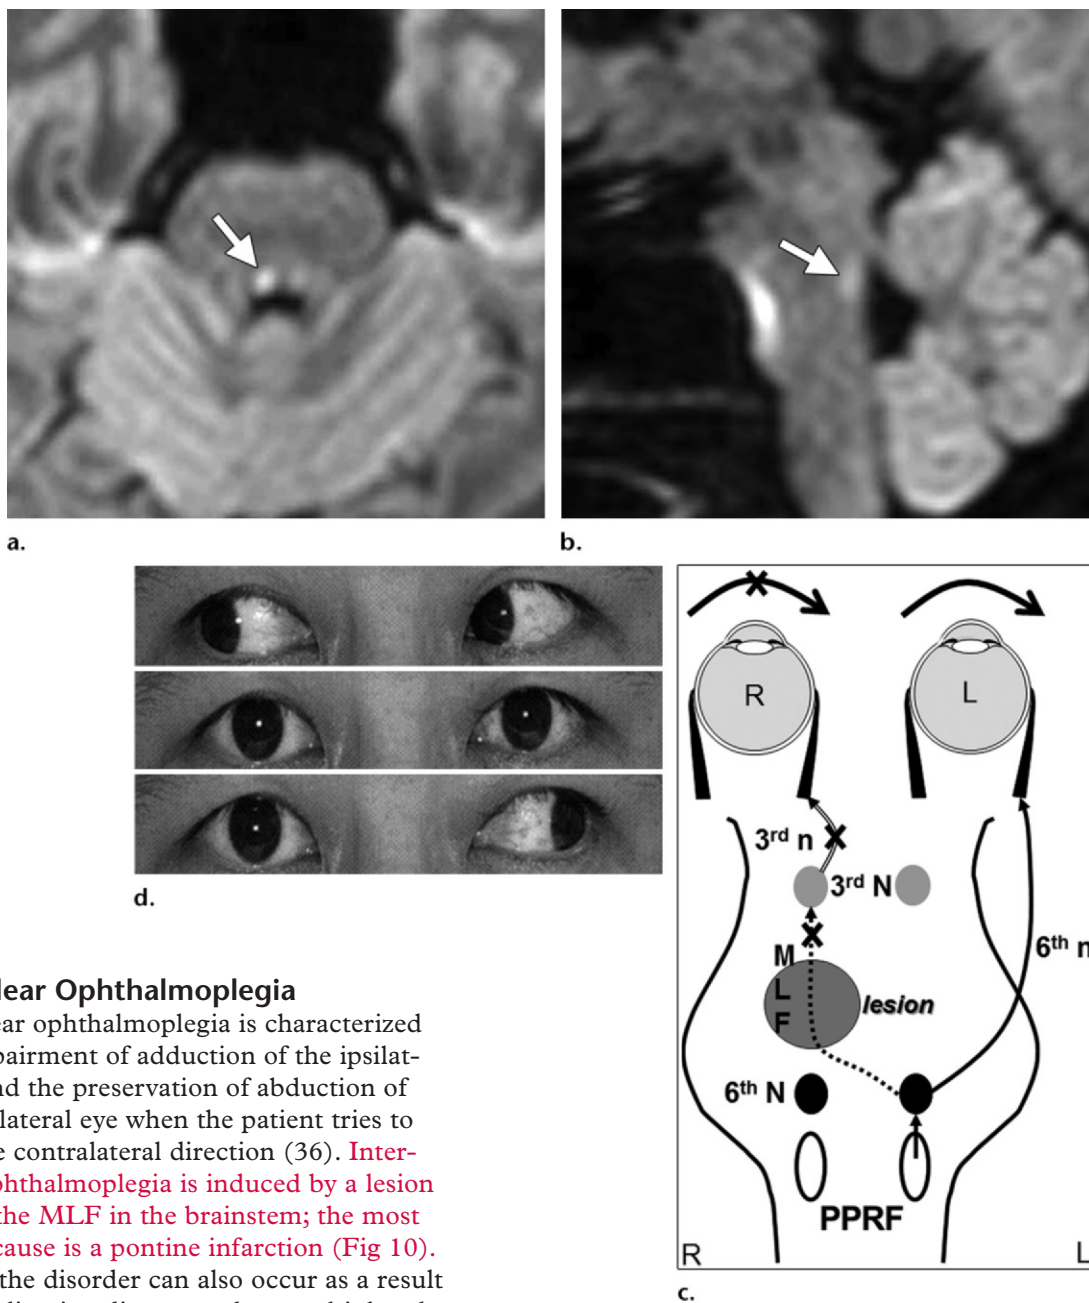 a.
b.
d.
R
L
3rd n
3rd N
6th n
M
L
F
lesion
6th N
PPRF
R
L
c.
lear Ophthalmoplegia
ear ophthalmoplegia is characterized
pairment of adduction of the ipsilat-
nd the preservation of abduction of
lateral eye when the patient tries to
e contralateral direction (36). Inter-
phthalmoplegia is induced by a lesion
the MLF in the brainstem; the most
cause is a pontine infarction (Fig 10).
the disorder can also occur as a result